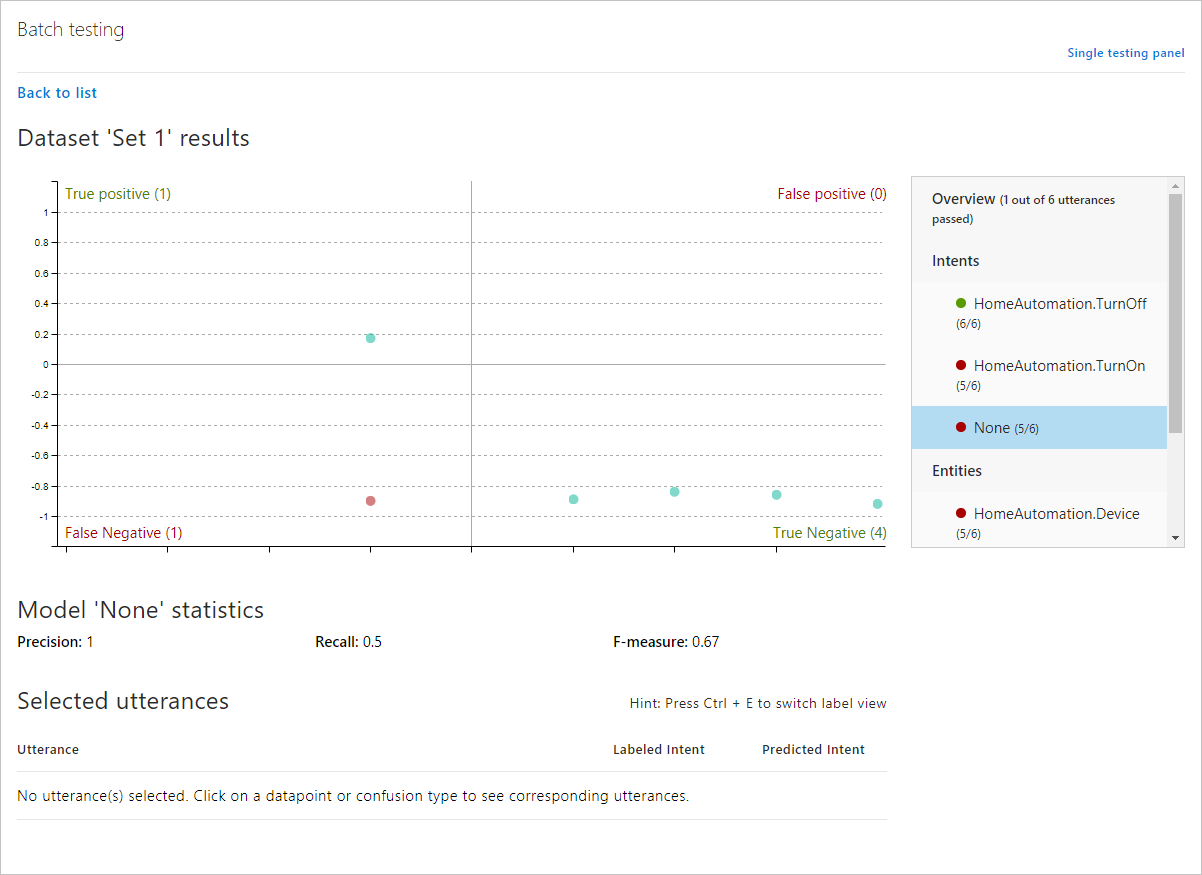 Batch testing
Single testing panel
Back to list
Dataset 'Set 1' results
True positive (1)
False positive (0)
1
0.8
0.6
0.4
0.2
0
-0.2
-0.4
-0.6
-0.8
-1
False Negative (1)
True Negative (4)
Overview (1 out of 6 utterances
passed)
Intents
HomeAutomation.TurnOff
(6/6)
HomeAutomation.TurnOn
(5/6)
None (5/6)
Entities
HomeAutomation.Device
(5/6)
Model 'None' statistics
Precision: 1 Recall: 0.5 F-measure: 0.67
Selected utterances
Hint: Press Ctrl + E to switch label view
Utterance Labeled Intent Predicted Intent
No utterance(s) selected. Click on a datapoint or confusion type to see corresponding utterances.